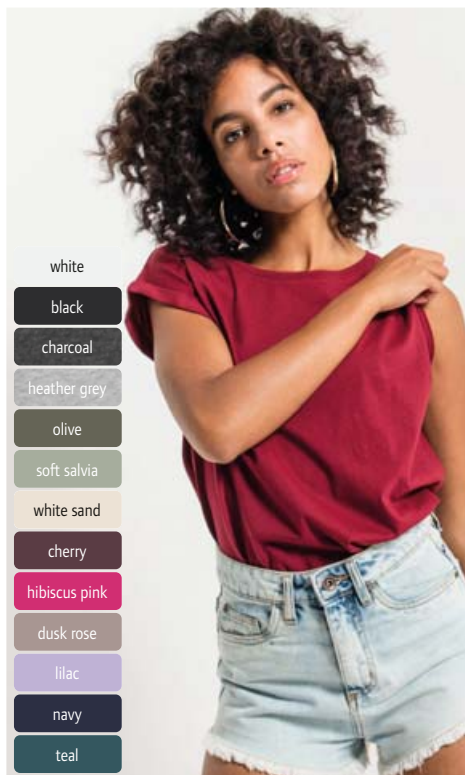 white
black
charcoal
heather grey
olive
soft salvia
white sand
cherry
hibiscus pink
dusk rose
lilac
navy
teal